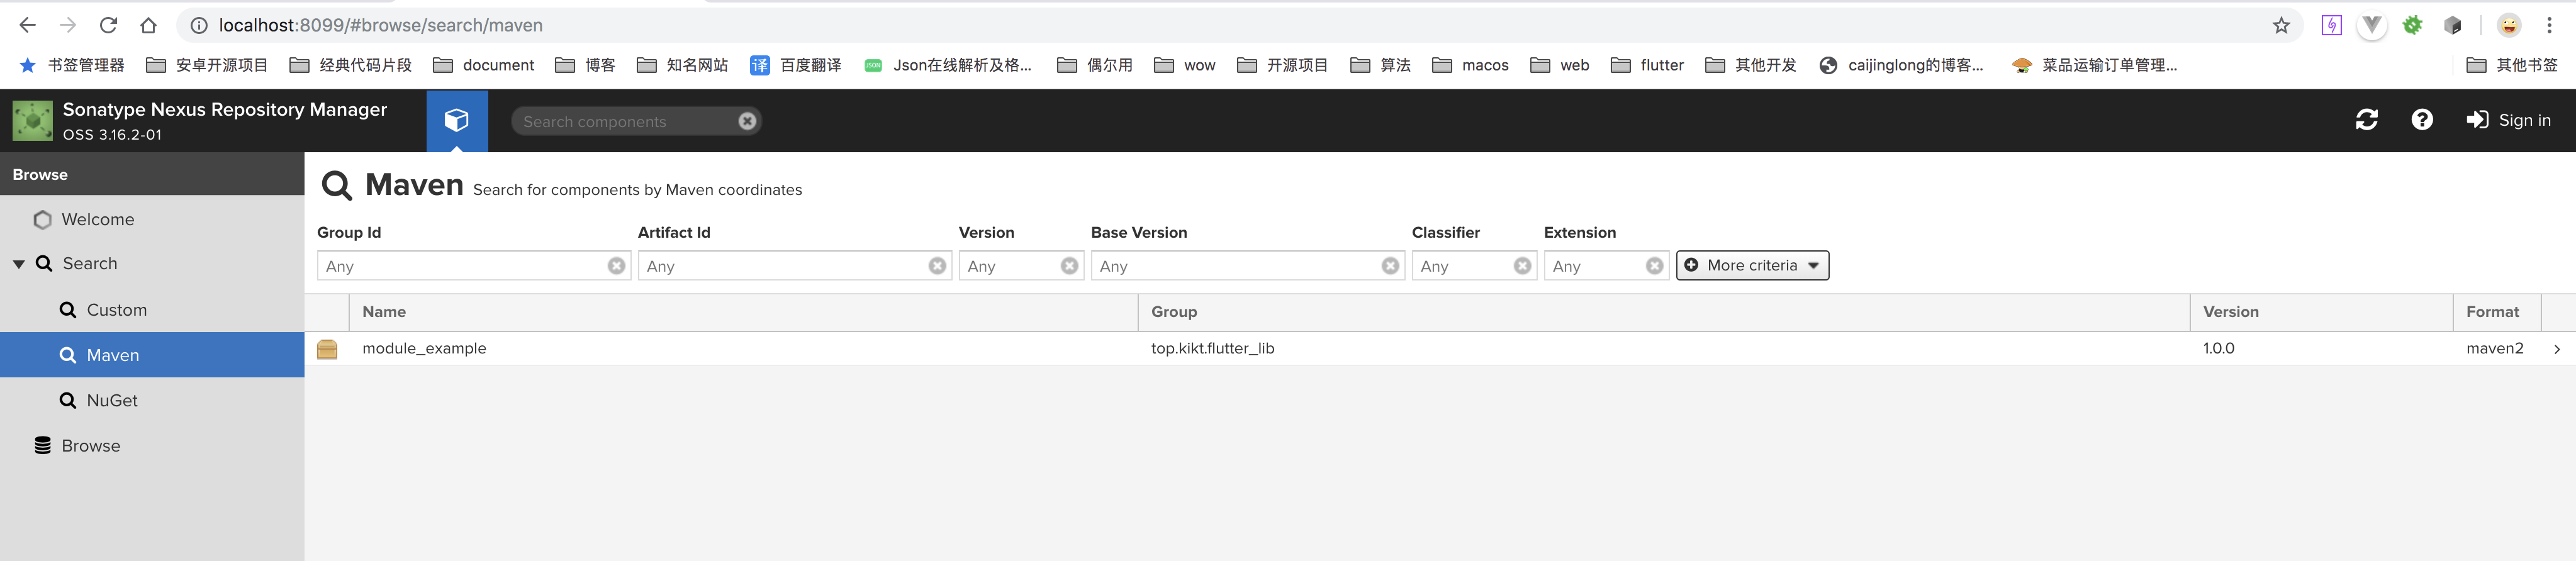 localhost:8099/#browse/search/maven
书签管理器 安卓开源项目 经典代码片段 document 博客 知名网站 译 百度翻译 JSON Json在线解析及格... 偶尔用 wow 开源项目 算法 macos web flutter 其他开发 caijinglong的博客... 菜品运输订单管理... 其他书签
Sonatype Nexus Repository Manager
OSS 3.16.2-01
Search components
Sign in
Browse
Welcome
Search
Custom
Maven
NuGet
Browse
Maven Search for components by Maven coordinates
Group Id Artifact Id Version Base Version Classifier Extension
Any Any Any Any Any Any More criteria
Name Group Version Format
module_example top.kikt.flutter_lib 1.0.0 maven2